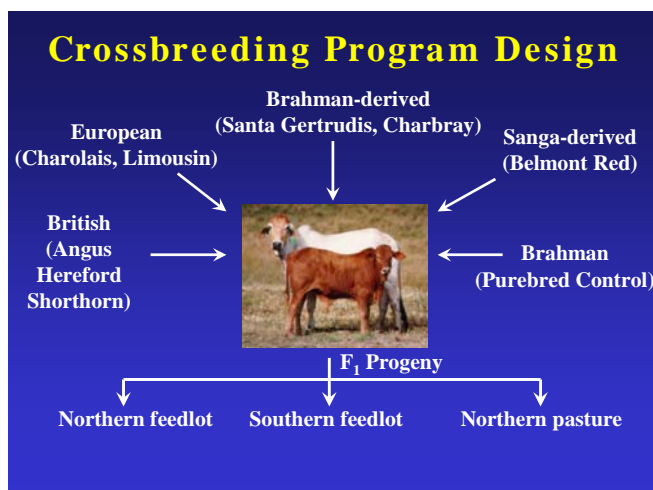 Crossbreeding Program Design
Brahman-derived
(Santa Gertrudis, Charbray)
European
(Charolais, Limousin)
Sanga-derived
(Belmont Red)
British
(Angus
Hereford
Shorthorn)
Brahman
(Purebred Control)
F₁ Progeny
Northern feedlot
Southern feedlot
Northern pasture